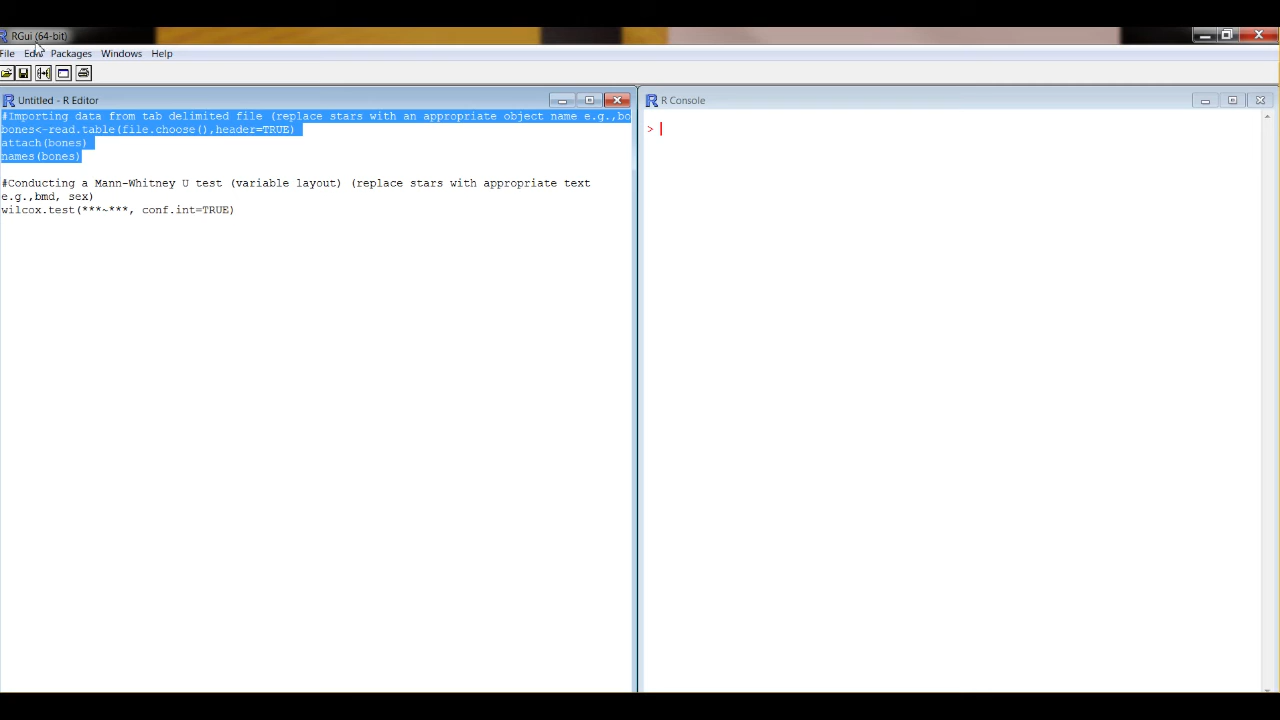 RGui (64-bit)
File Edit Packages Windows Help
Untitled - R Editor
#Importing data from tab delimited file (replace stars with an appropriate object name e.g.,bo
bones<-read.table(file.choose(),header=TRUE)
attach(bones)
names(bones)
#Conducting a Mann-Whitney U test (variable layout) (replace stars with appropriate text
e.g.,bmd, sex)
wilcox.test(***~***, conf.int=TRUE)
R Console
>